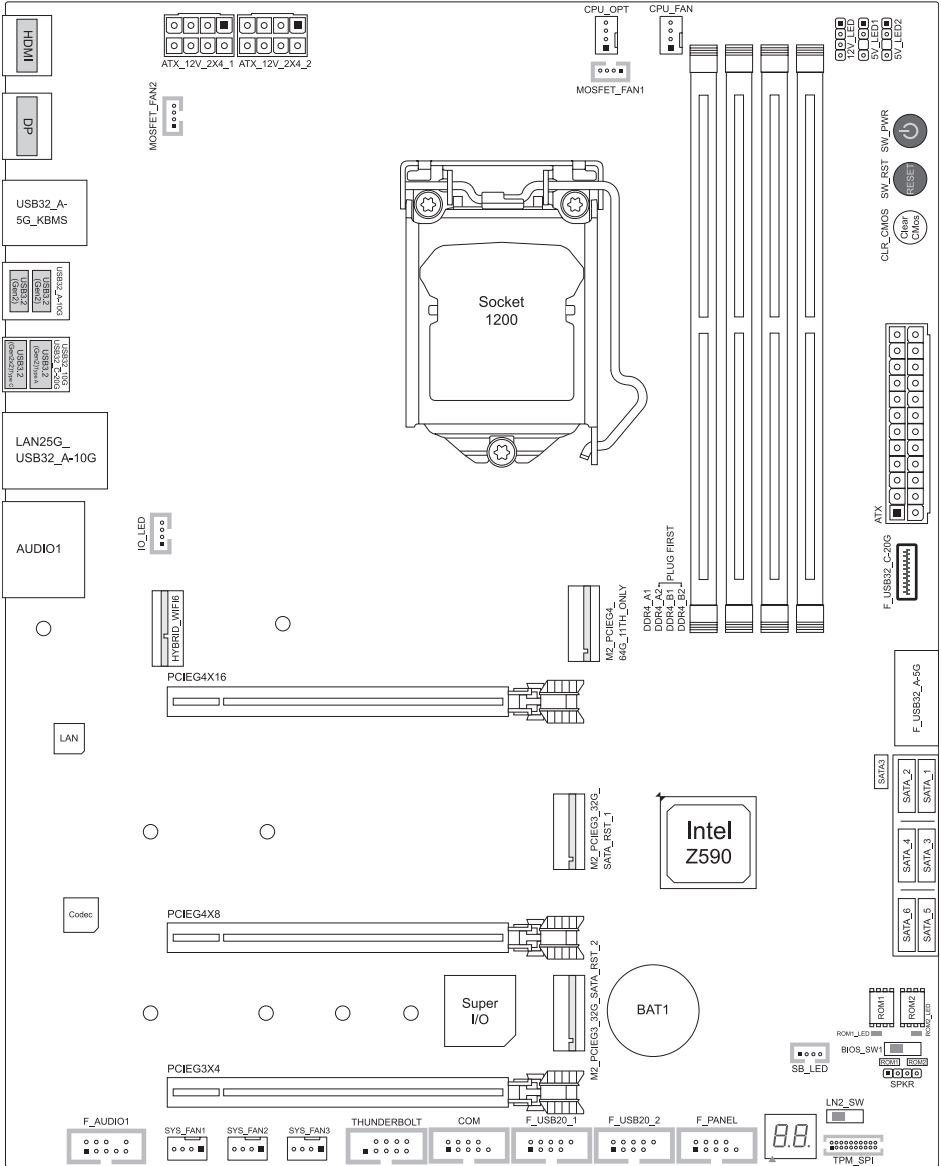 HDMI
DP
USB32_A-
5G_KBMS
USB3.2
(Gen2)
USB3.2
(Gen2)
USB32_A-10G
USB3.2
(Gen2x2)Type C
USB3.2
(Gen2)Type A
USB32_10G
USB32_C-20G
LAN25G_
USB32_A-10G
AUDIO1
ATX_12V_2X4_1
ATX_12V_2X4_2
MOSFET_FAN2
CPU_OPT
CPU_FAN
MOSFET_FAN1
12V_LED
5V_LED1
5V_LED2
SW_PWR
SW_RST
RESET
CLR_CMOS
Clear
CMos
Socket
1200
ATX
IO_LED
HYBRID_WIFI6
M2_PCIEG4_
64G_11TH_ONLY
DDR4_A1
DDR4_A2
DDR4_B1
DDR4_B2
PLUG FIRST
F_USB32_C-20G
F_USB32_A-5G
PCIEG4X16
LAN
SATA3
SATA_2
SATA_1
SATA_4
SATA_3
SATA_6
SATA_5
M2_PCIEG3_32G_
SATA_RST_1
Intel
Z590
Codec
PCIEG4X8
Super
I/O
M2_PCIEG3_32G_SATA_RST_2
BAT1
ROM1
ROM2
ROM1_LED
ROM2_LED
BIOS_SW1
ROM1
ROM2
SPKR
SB_LED
PCIEG3X4
LN2_SW
F_AUDIO1
SYS_FAN1
SYS_FAN2
SYS_FAN3
THUNDERBOLT
COM
F_USB20_1
F_USB20_2
F_PANEL
8.8.
TPM_SPI